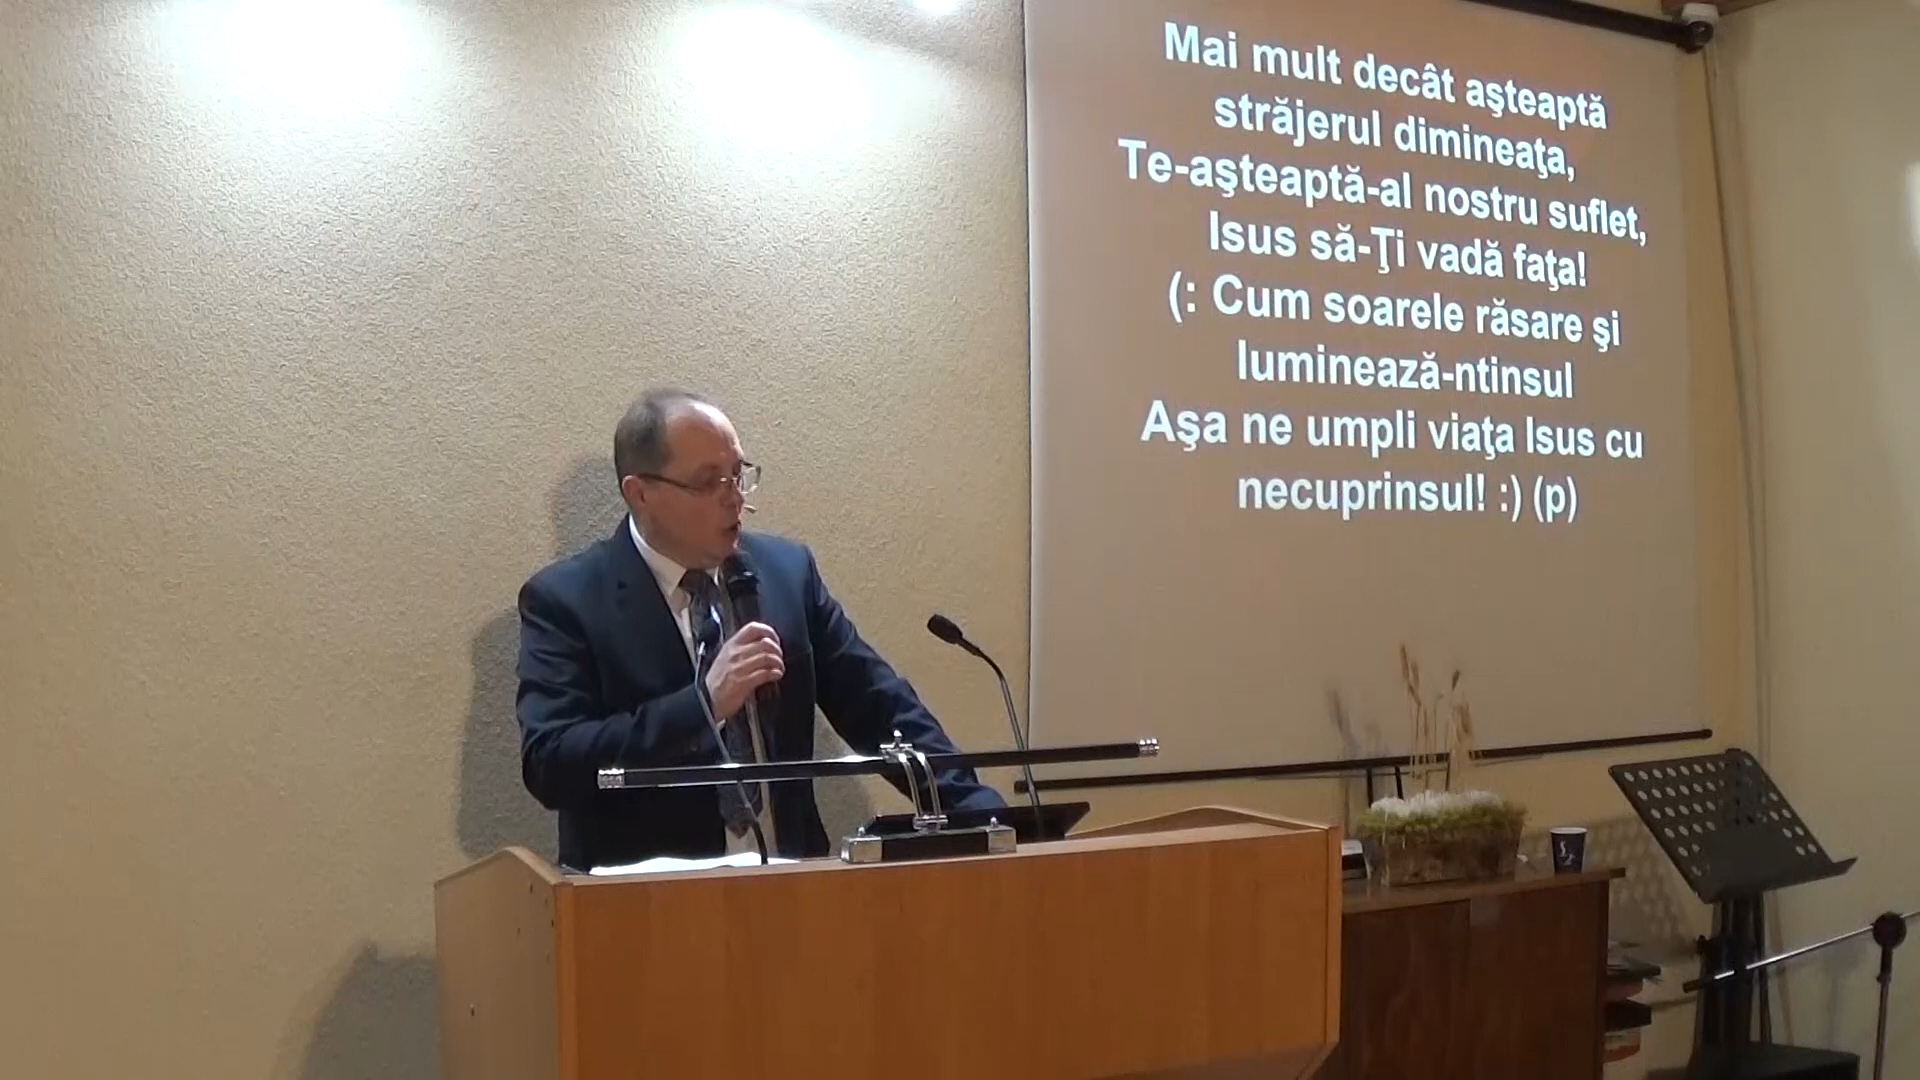 Mai mult decât aşteaptă
străjerul dimineaţa,
Te-aşteaptă-al nostru suflet,
Isus să-Ţi vadă faţa!
(: Cum soarele răsare şi
luminează-ntinsul
Aşa ne umpli viaţa Isus cu
necuprinsul! :) (p)